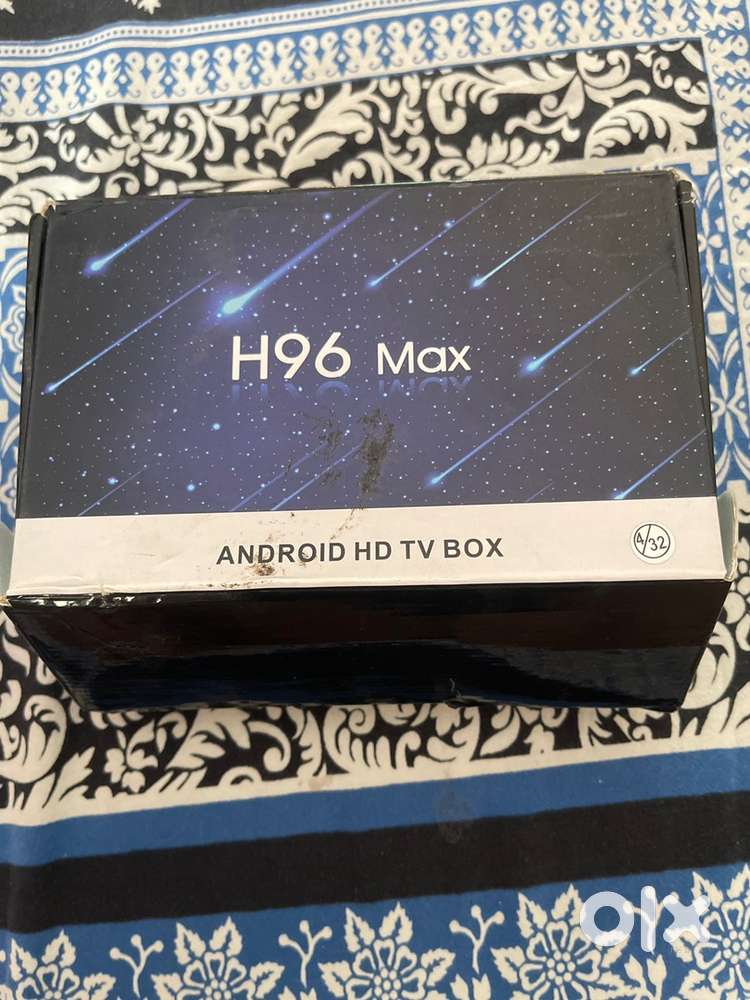 H96 Max
ANDROID HD TV BOX
4/32
olx